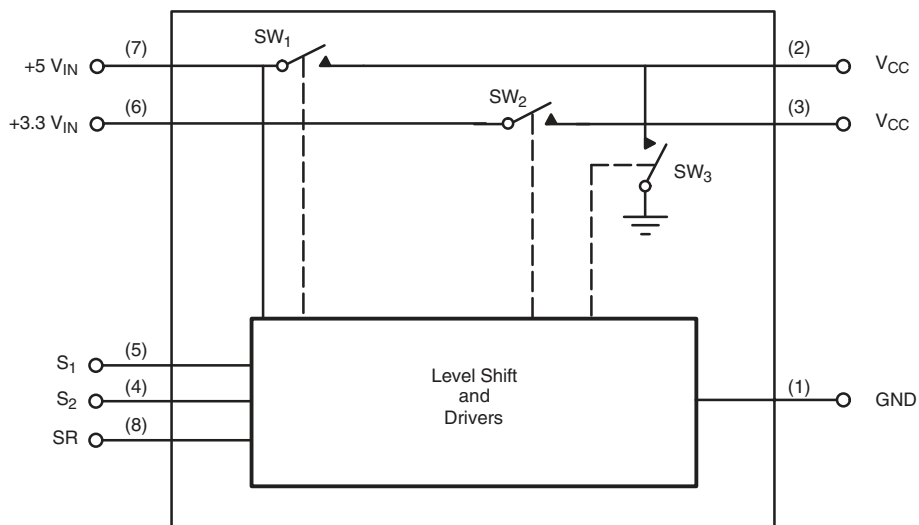 SW1
(7)
(2)
+5 VIN
VCC
SW2
(6)
(3)
+3.3 VIN
VCC
SW3
(5)
S1
Level Shift
and
Drivers
(4)
S2
(1)
GND
(8)
SR